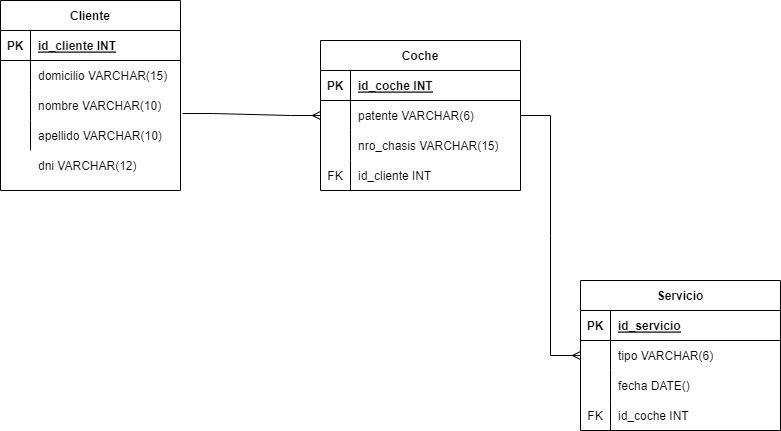 Cliente
PK id_cliente INT
domicilio VARCHAR(15)
nombre VARCHAR(10)
apellido VARCHAR(10)
dni VARCHAR(12)
Coche
PK id_coche INT
patente VARCHAR(6)
nro_chasis VARCHAR(15)
FK id_cliente INT
Servicio
PK id_servicio
tipo VARCHAR(6)
fecha DATE()
FK id_coche INT